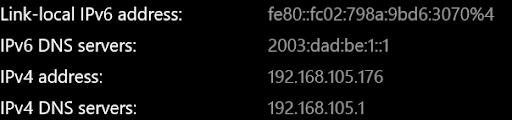 Link-local IPv6 address: fe80::fc02:798a:9bd6:3070%4
IPv6 DNS servers: 2003:dad:be:1::1
IPv4 address: 192.168.105.176
IPv4 DNS servers: 192.168.105.1